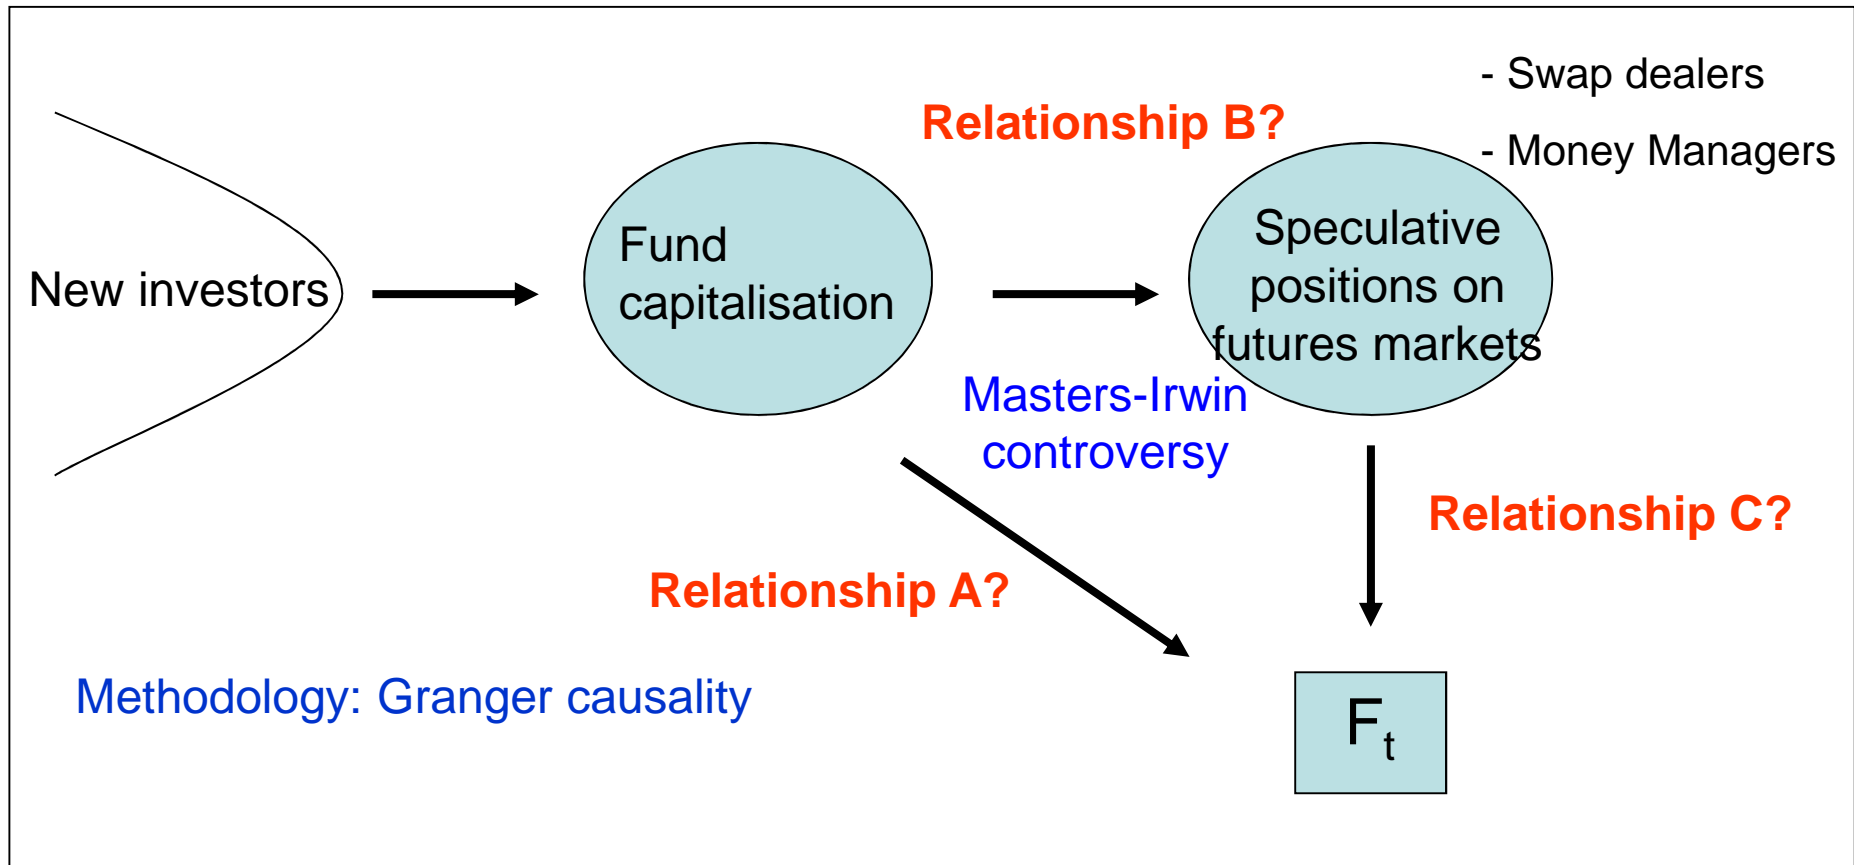 - Swap dealers
Relationship B?
- Money Managers
New investors
Fund
capitalisation
Speculative
positions on
futures markets
Masters-Irwin
controversy
Relationship C?
Relationship A?
Methodology: Granger causality
Ft